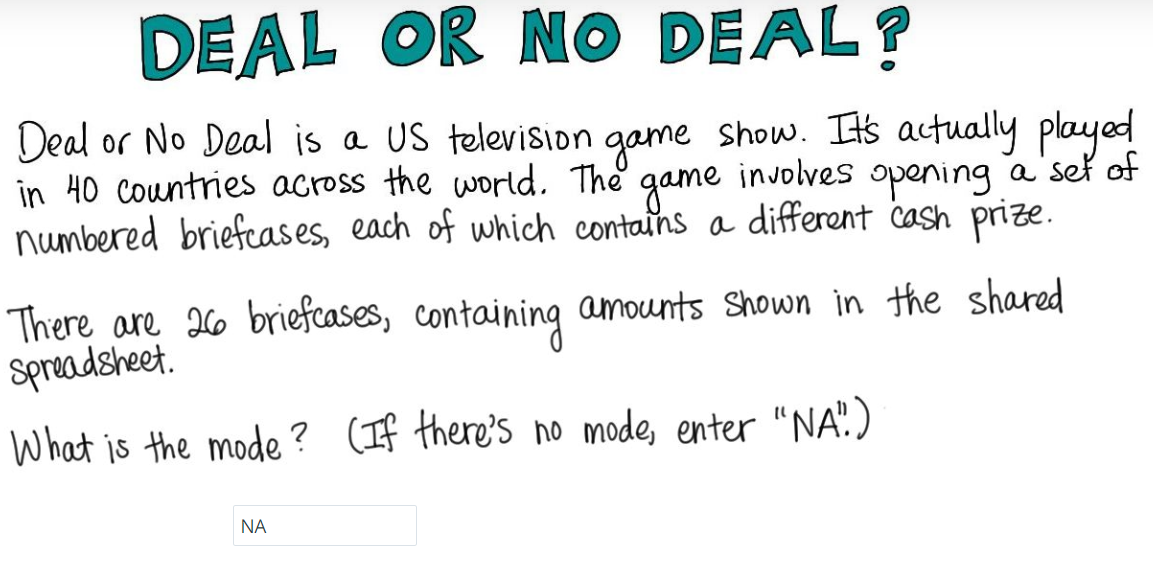 DEAL OR NO DEAL?
Deal or No Deal is a US television game show. It's actually played
in 40 countries across the world. The game involves opening a set of
numbered briefcases, each of which contains a different cash prize.
There are 26 briefcases, containing amounts shown in the shared
spreadsheet.
What is the mode? (If there's no mode, enter "NA".)
NA